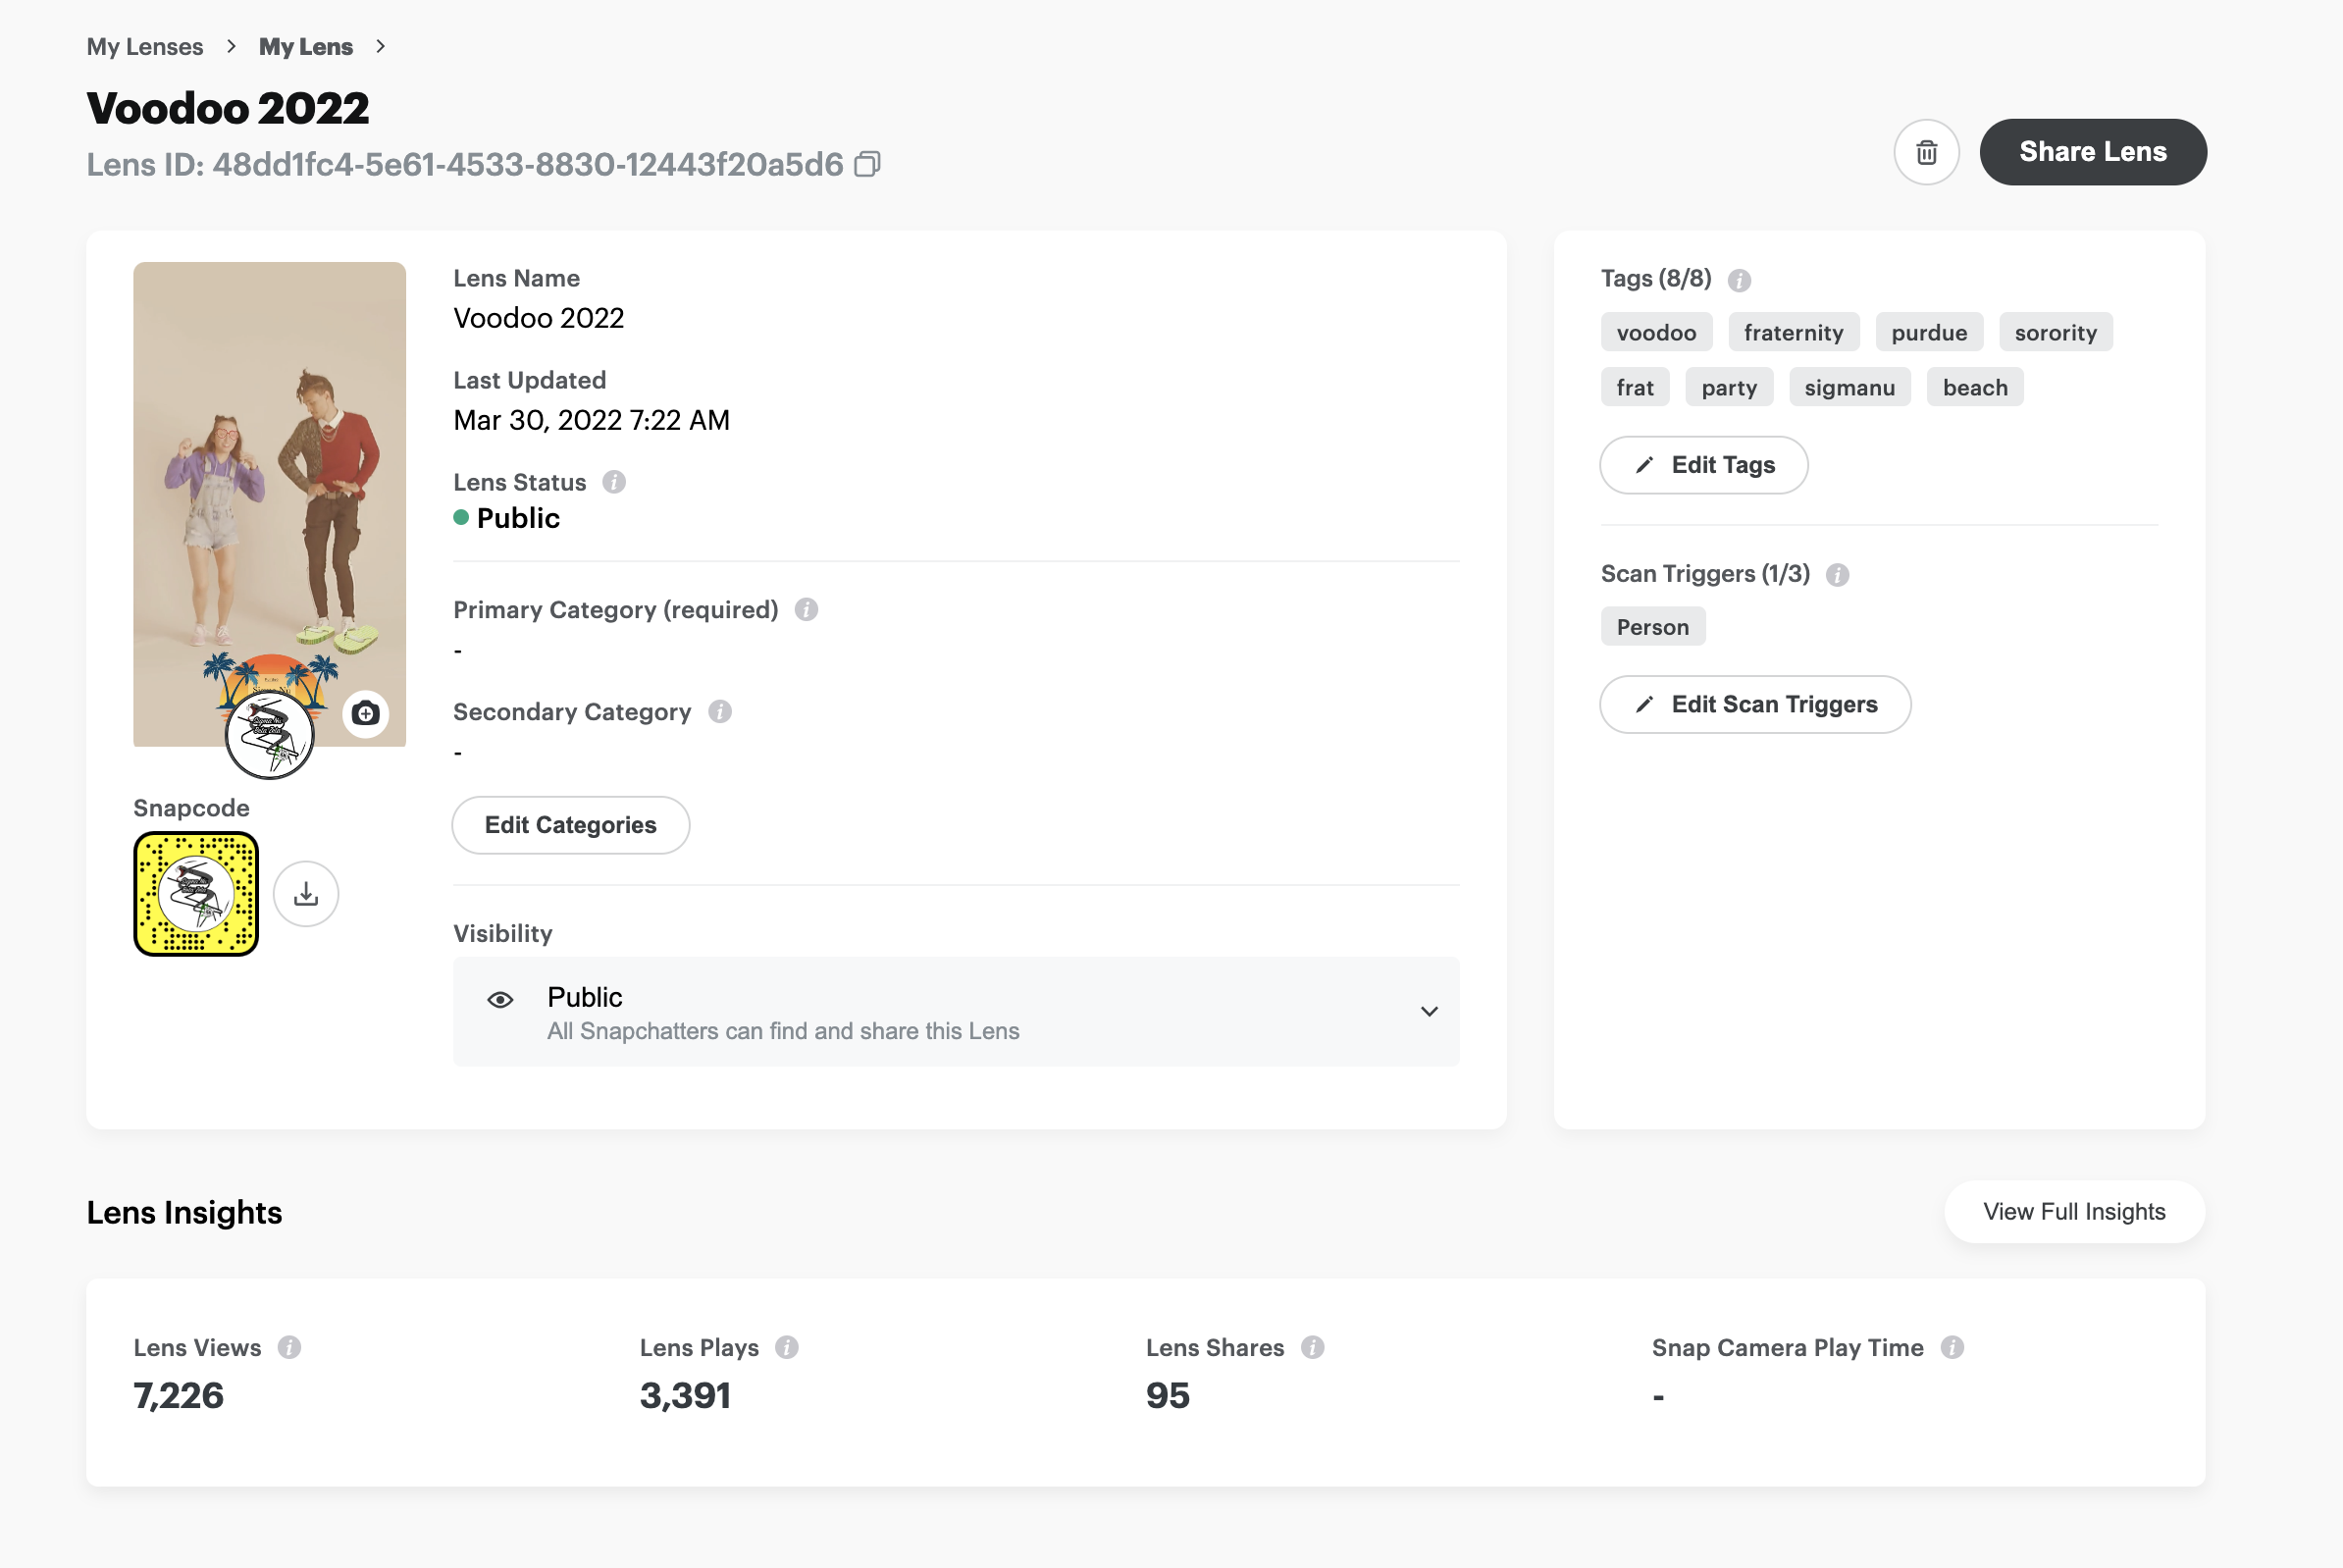 My Lenses > My Lens >
Voodoo 2022
Lens ID: 48dd1fc4-5e61-4533-8830-12443f20a5d6
Share Lens
Lens Name
Voodoo 2022
Last Updated
Mar 30, 2022 7:22 AM
Lens Status
Public
Primary Category (required)
-
Secondary Category
-
Edit Categories
Visibility
Public
All Snapchatters can find and share this Lens
Sigma Nu
Snapcode
Tags (8/8)
voodoo fraternity purdue sorority
frat party sigmanu beach
Edit Tags
Scan Triggers (1/3)
Person
Edit Scan Triggers
Lens Insights
View Full Insights
Lens Views
7,226
Lens Plays
3,391
Lens Shares
95
Snap Camera Play Time
-